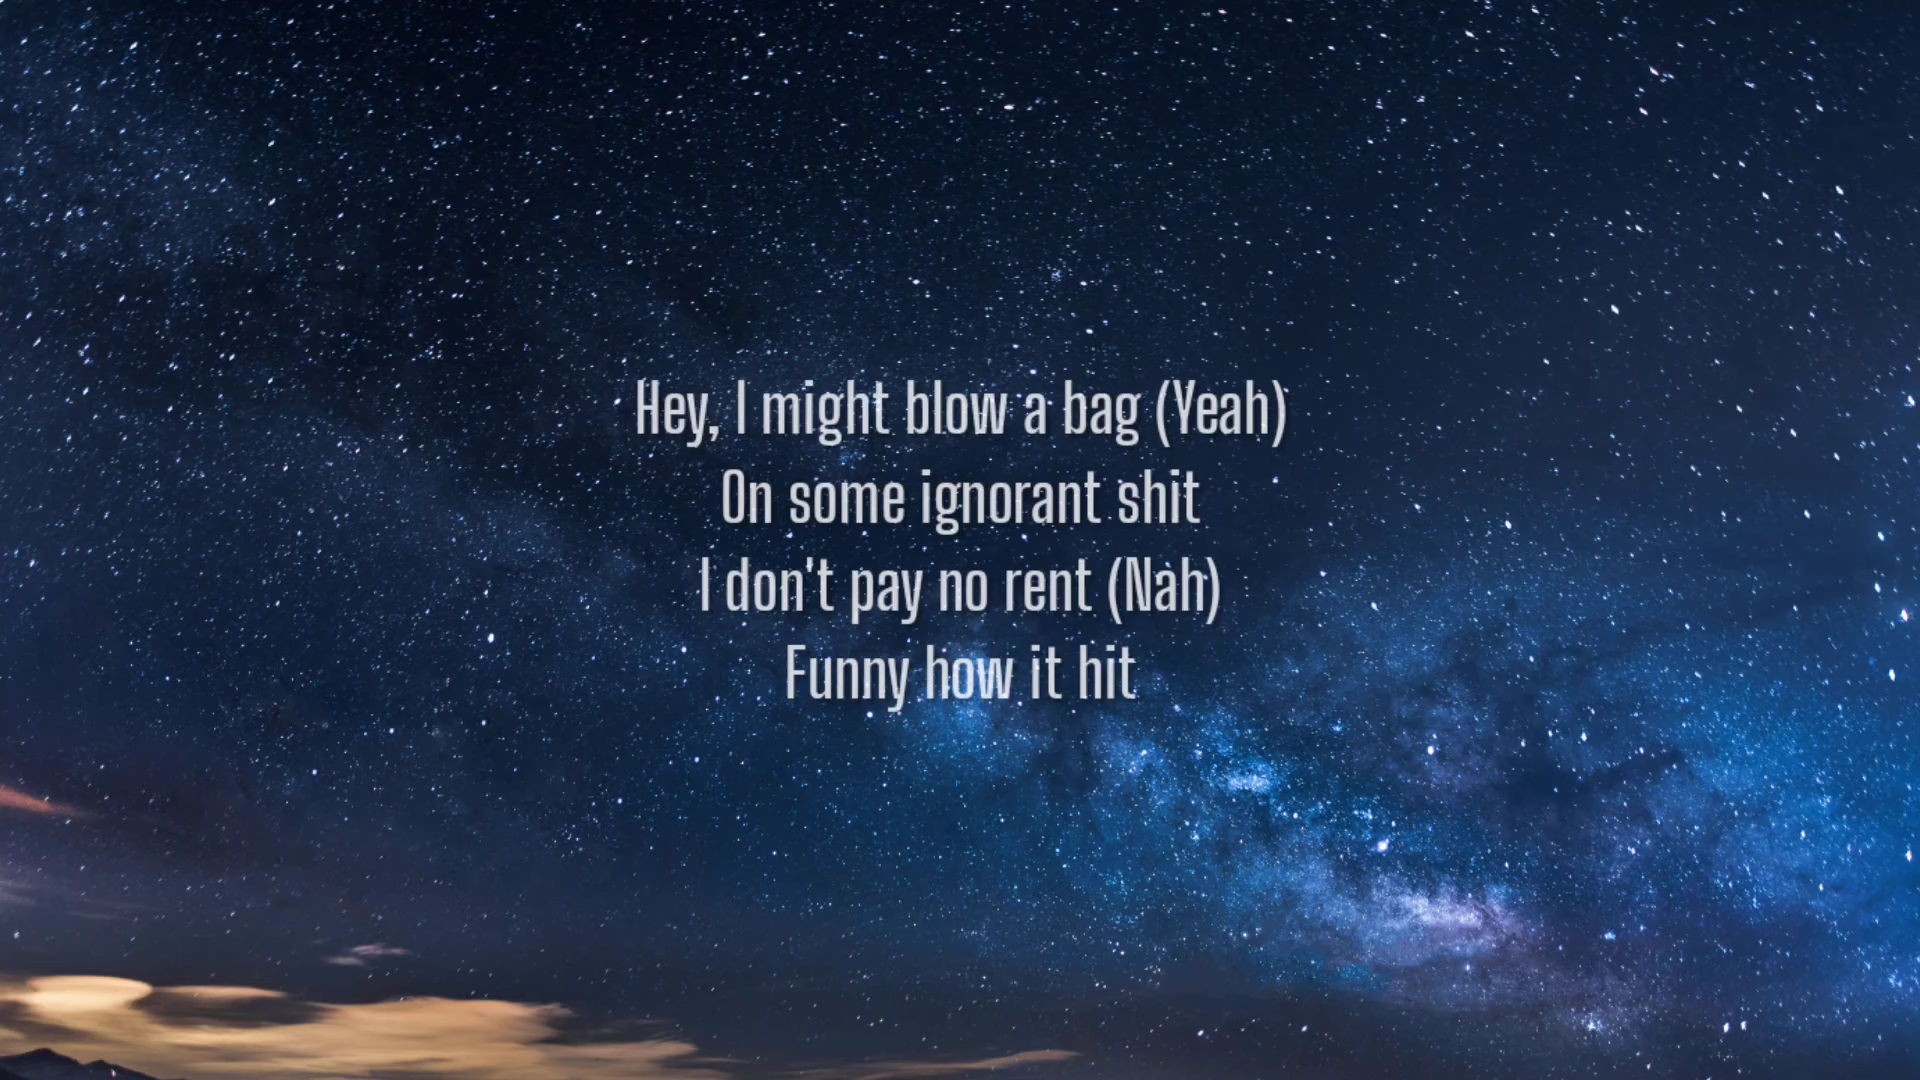 Hey, I might blow a bag (Yeah)
On some ignorant shit
I don't pay no rent (Nah)
Funny how it hit